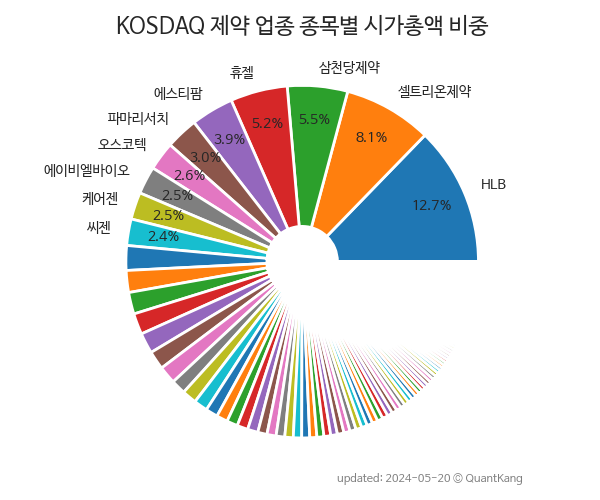 KOSDAQ 제약 업종 종목별 시가총액 비중
HLB
12.7%
셀트리온제약
8.1%
삼천당제약
5.5%
휴젤
5.2%
에스티팜
3.9%
파마리서치
3.0%
오스코텍
2.6%
에이비엘바이오
2.5%
케어젠
2.5%
씨젠
2.4%
updated: 2024-05-20 © QuantKang